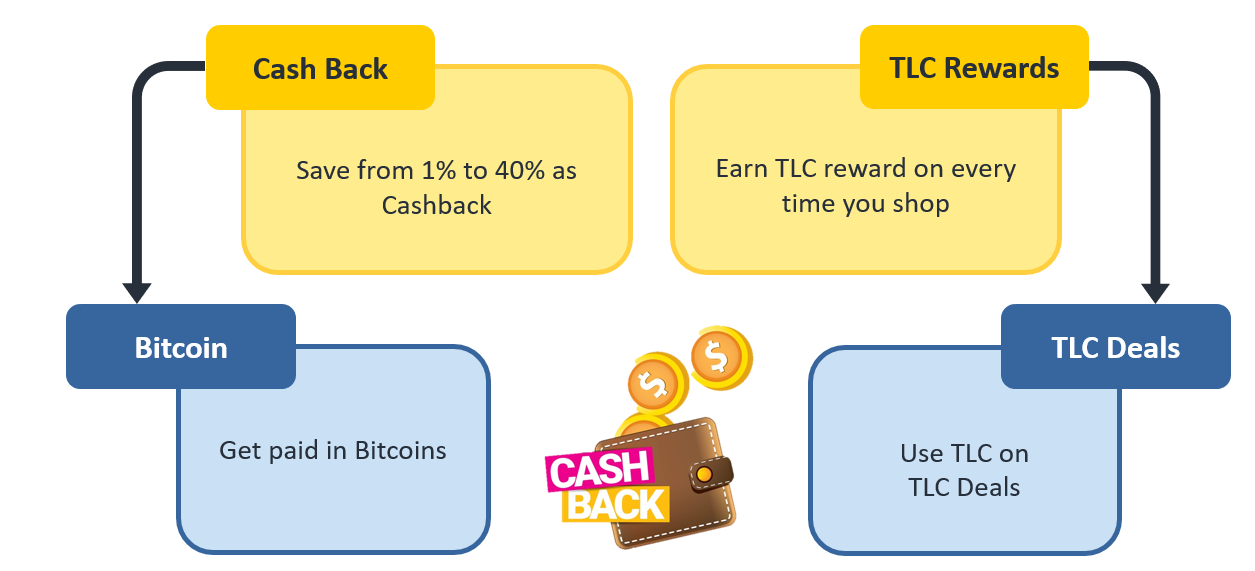 Cash Back
Save from 1% to 40% as
Cashback
TLC Rewards
Earn TLC reward on every
time you shop
Bitcoin
Get paid in Bitcoins
$
$
CASH
BACK
TLC Deals
Use TLC on
TLC Deals